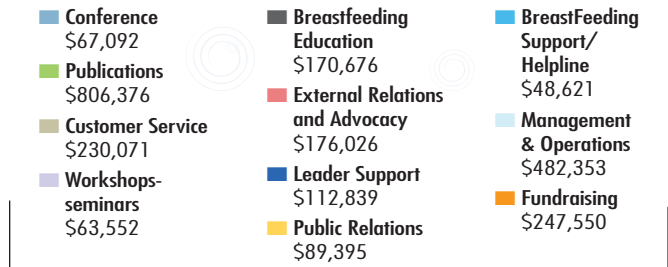 Conference
$67,092
Publications
$806,376
Customer Service
$230,071
Workshops-
seminars
$63,552
Breastfeeding
Education
$170,676
External Relations
and Advocacy
$176,026
Leader Support
$112,839
Public Relations
$89,395
BreastFeeding
Support/
Helpline
$48,621
Management
& Operations
$482,353
Fundraising
$247,550